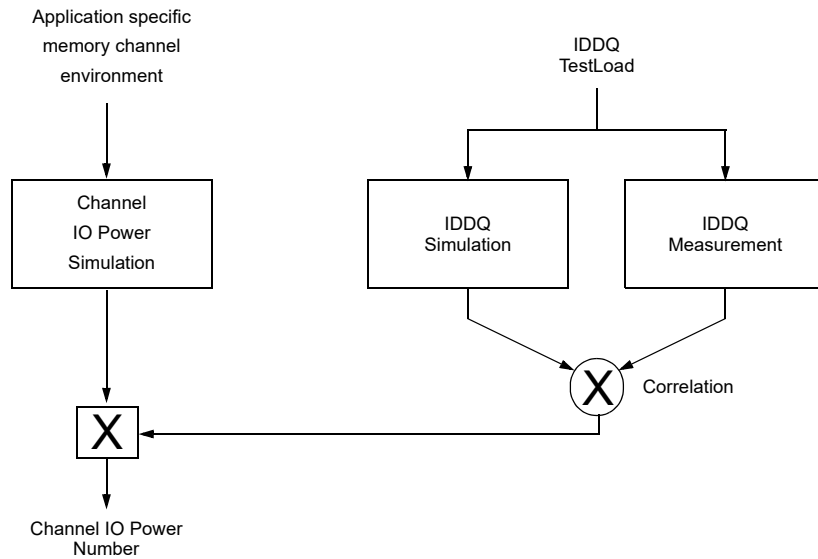 Application specific
memory channel
environment
IDDQ
TestLoad
Channel
IO Power
Simulation
IDDQ
Simulation
IDDQ
Measurement
X
Correlation
X
Channel IO Power
Number